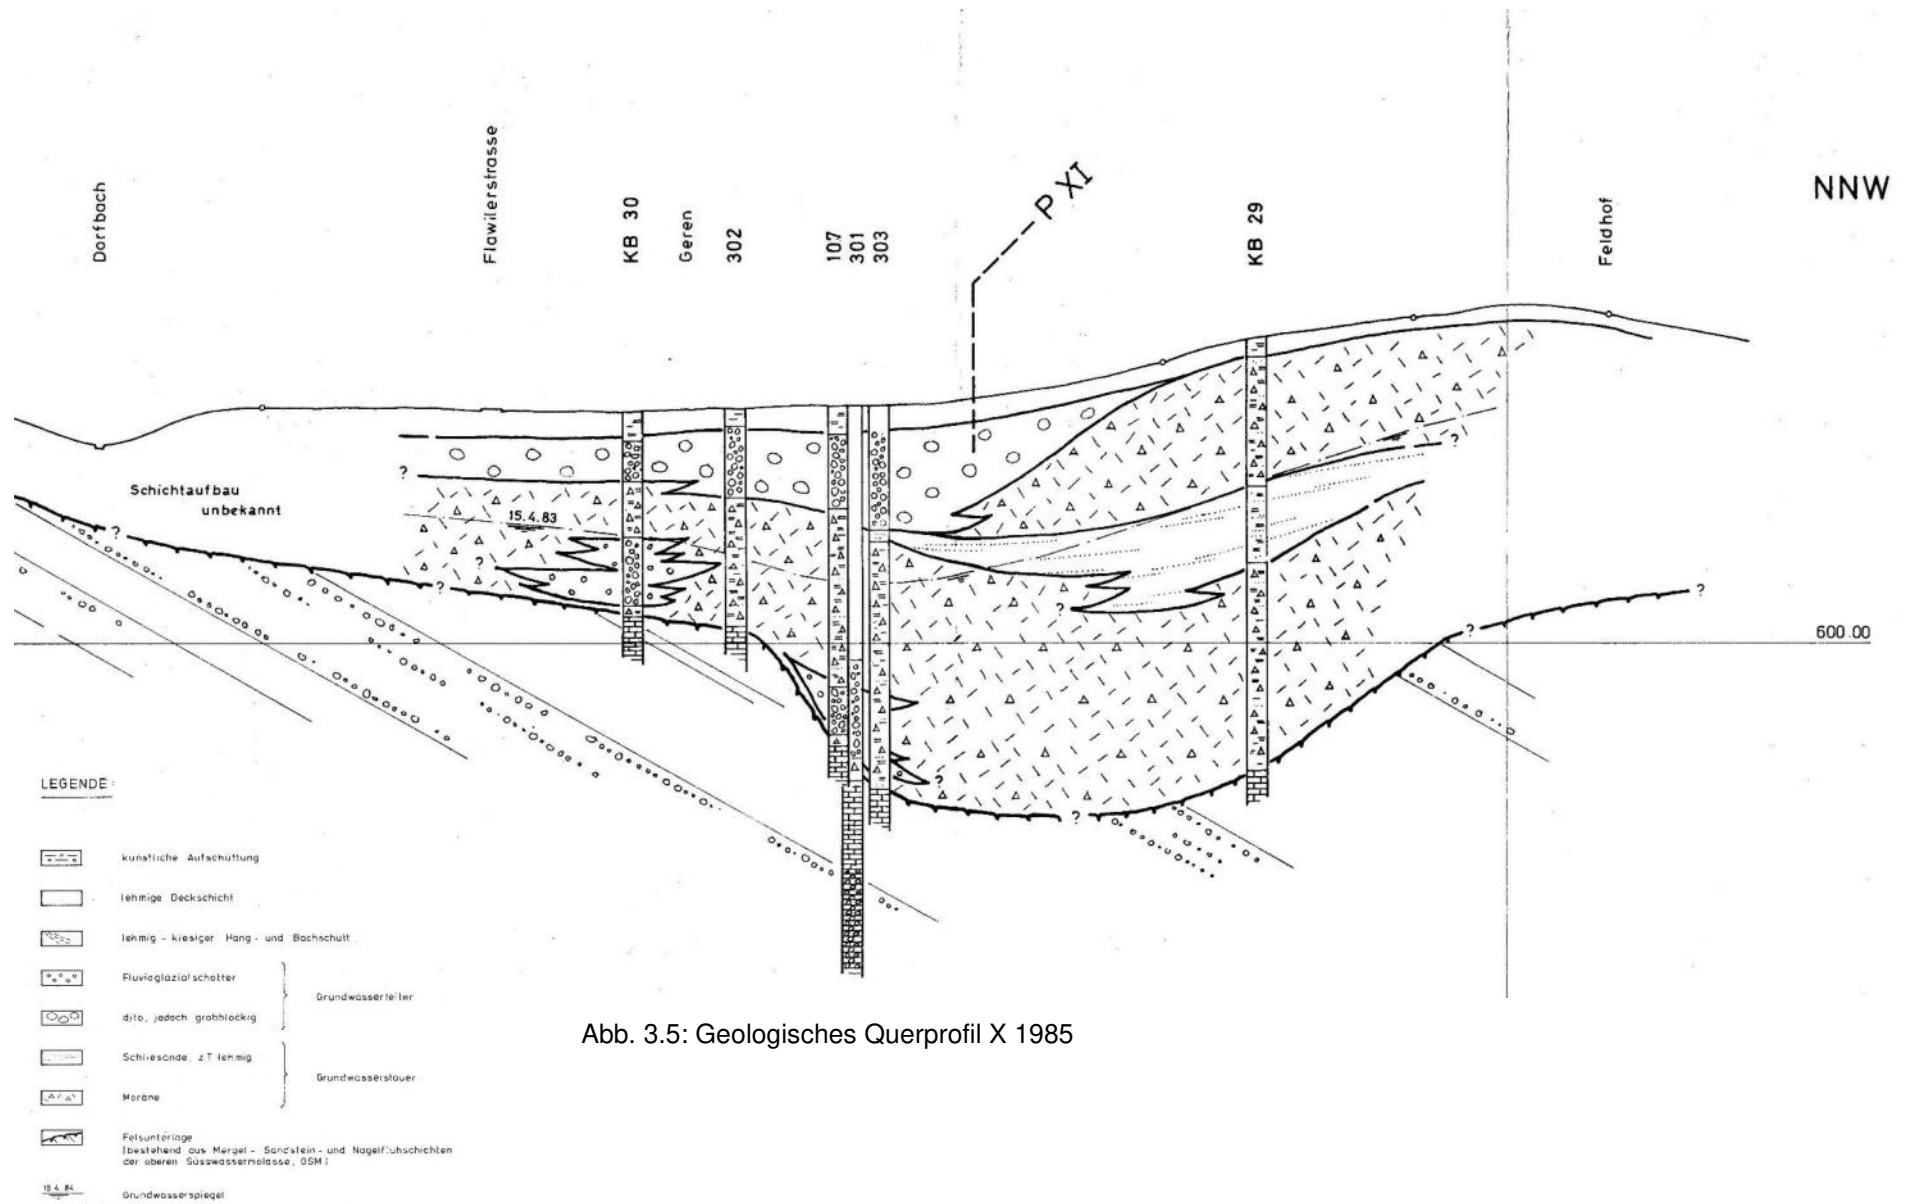 Dorfbach
Flawilerstrasse
KB 30
Geren
302
107
301
303
P XI
KB 29
Feldhof
NNW
?
Schichtaufbau
unbekannt
?
15.4.83
?
?
?
?
?
?
?
?
?
600.00
LEGENDE:
künstliche Aufschüttung
lehmige Deckschicht
lehmig - kiesiger Hang - und Bachschutt
Fluvioglazialschotter
Grundwasserleiter
dito, jedoch grobblockig
Schliesande, z.T. lehmig
Grundwasserstauer
Moräne
Felsunterlage
(bestehend aus Mergel - Sandstein - und Nagelfluhschichten
der oberen Süsswassermolasse, OSM)
15.4.84
Grundwasserspiegel
Abb. 3.5: Geologisches Querprofil X 1985